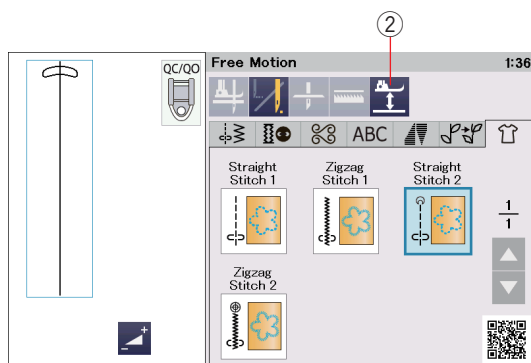 ②
QC/QO
Free Motion 1:36
ABC
Straight
Stitch 1
Zigzag
Stitch 1
Straight
Stitch 2
1
1
Zigzag
Stitch 2